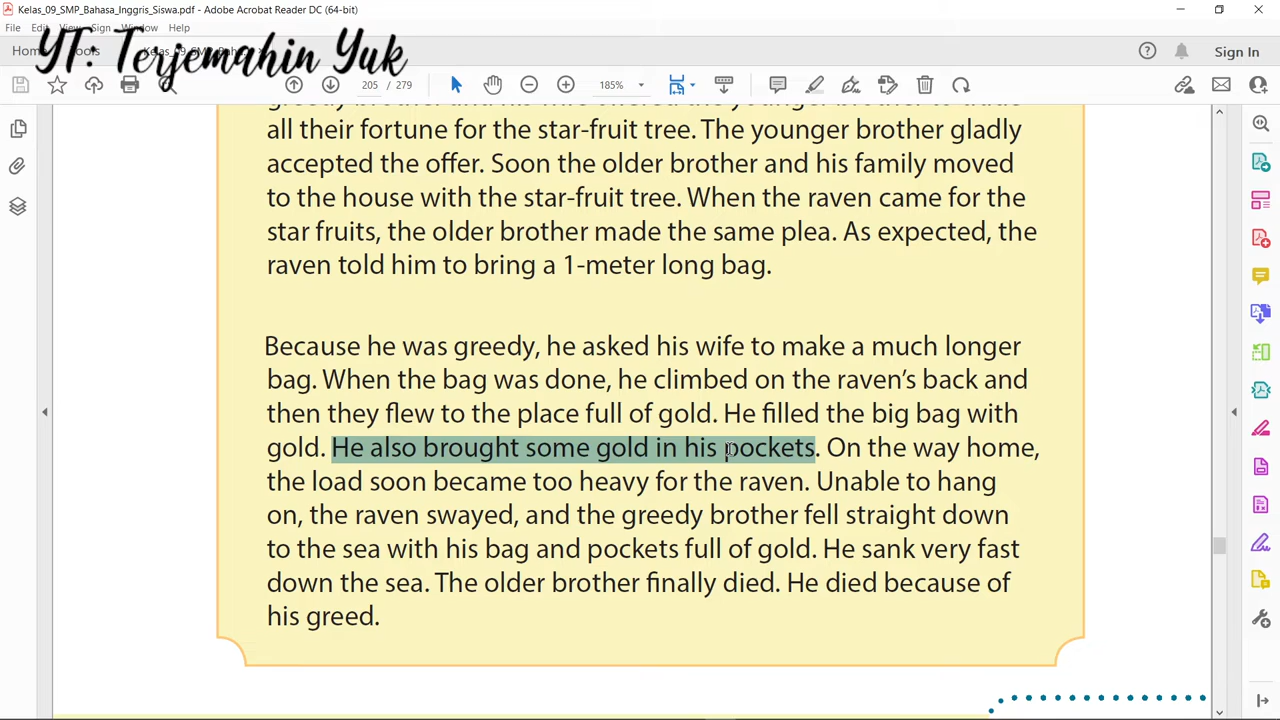 Kelas_09_SMP_Bahasa_Inggris_Siswa.pdf - Adobe Acrobat Reader DC (64-bit)
File Edit View Sign Window Help
YT: Terjemahin Yuk
Sign In
205 / 279
185%
all their fortune for the star-fruit tree. The younger brother gladly
accepted the offer. Soon the older brother and his family moved
to the house with the star-fruit tree. When the raven came for the
star fruits, the older brother made the same plea. As expected, the
raven told him to bring a 1-meter long bag.
Because he was greedy, he asked his wife to make a much longer
bag. When the bag was done, he climbed on the raven’s back and
then they flew to the place full of gold. He filled the big bag with
gold. He also brought some gold in his pockets. On the way home,
the load soon became too heavy for the raven. Unable to hang
on, the raven swayed, and the greedy brother fell straight down
to the sea with his bag and pockets full of gold. He sank very fast
down the sea. The older brother finally died. He died because of
his greed.